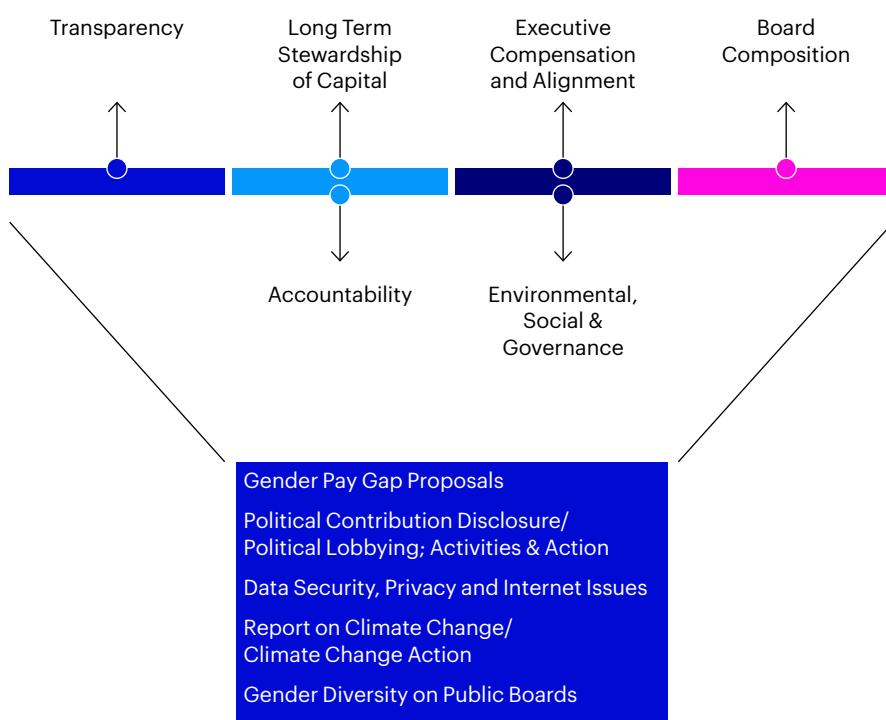 Transparency
Long Term
Stewardship
of Capital
Executive
Compensation
and Alignment
Board
Composition
Accountability
Environmental,
Social &
Governance
Gender Pay Gap Proposals
Political Contribution Disclosure/
Political Lobbying; Activities & Action
Data Security, Privacy and Internet Issues
Report on Climate Change/
Climate Change Action
Gender Diversity on Public Boards